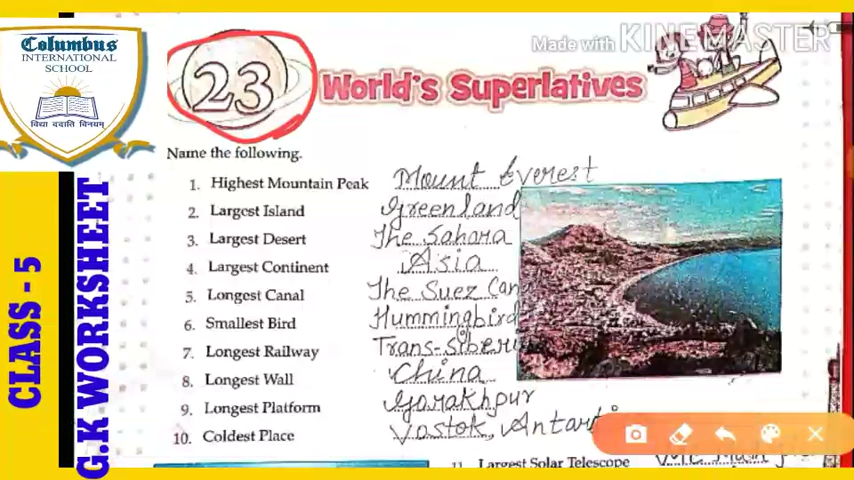 Columbus
INTERNATIONAL
SCHOOL
विद्या ददाति विनयम्
CLASS - 5
G.K WORKSHEET
Made with KINEMASTER
23
World's Superlatives
Name the following.
1. Highest Mountain Peak Mount Everest
2. Largest Island Greenland
3. Largest Desert The Sahara
4. Largest Continent Asia
5. Longest Canal The Suez Cana
6. Smallest Bird Hummingbird
7. Longest Railway Trans-Siberi
8. Longest Wall China
9. Longest Platform Gorakhpur
10. Coldest Place Vostok, Antart
11. Largest Solar Telescope